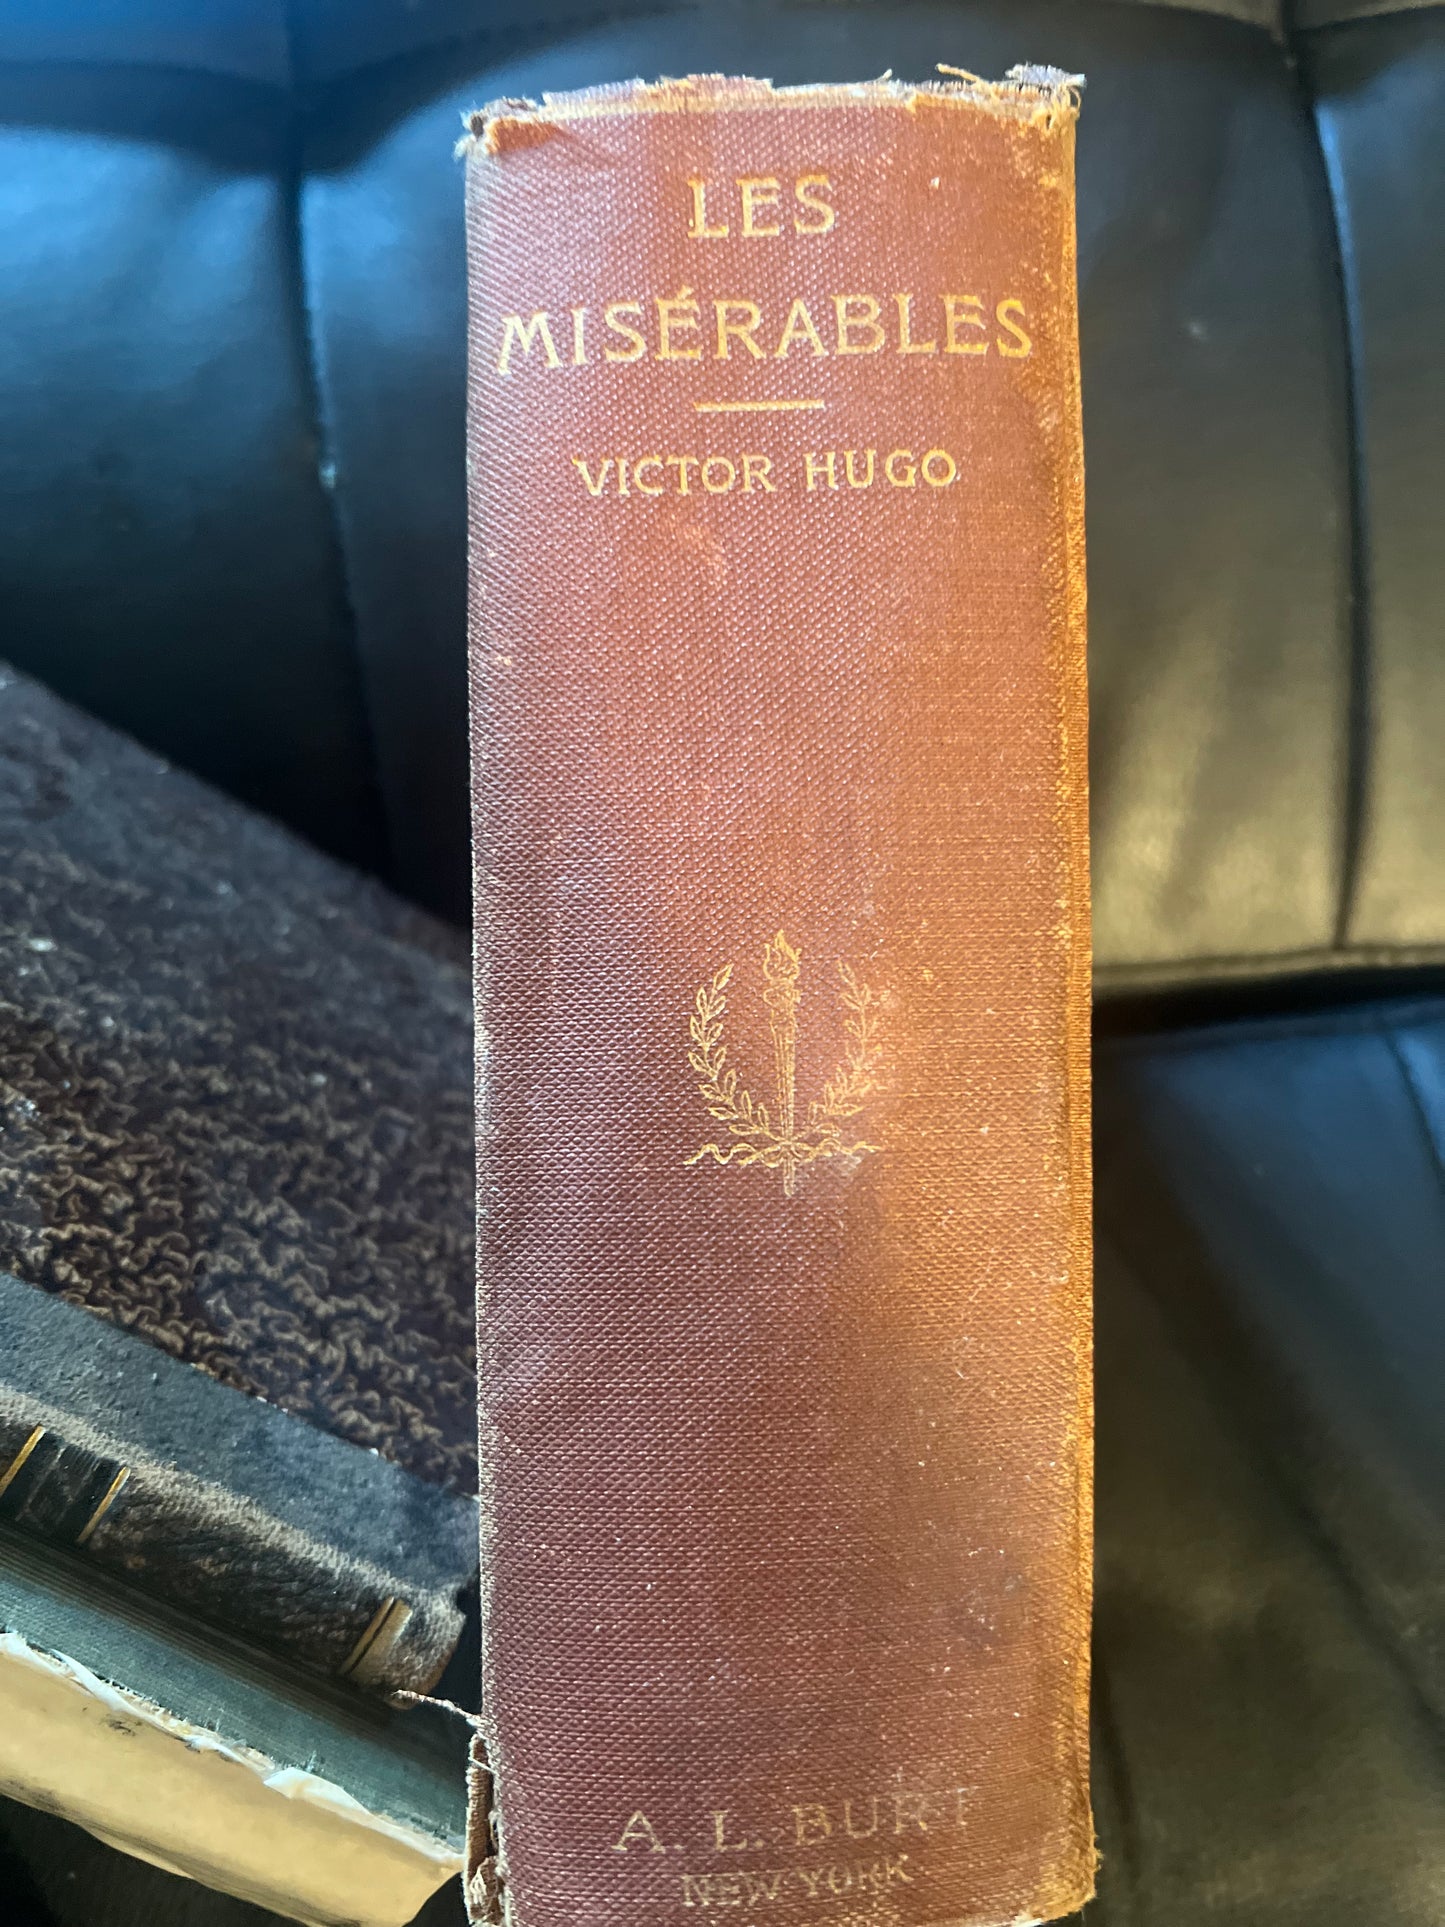 LES
MISÉRABLES
VICTOR HUGO
A. L. BURT
NEW YORK